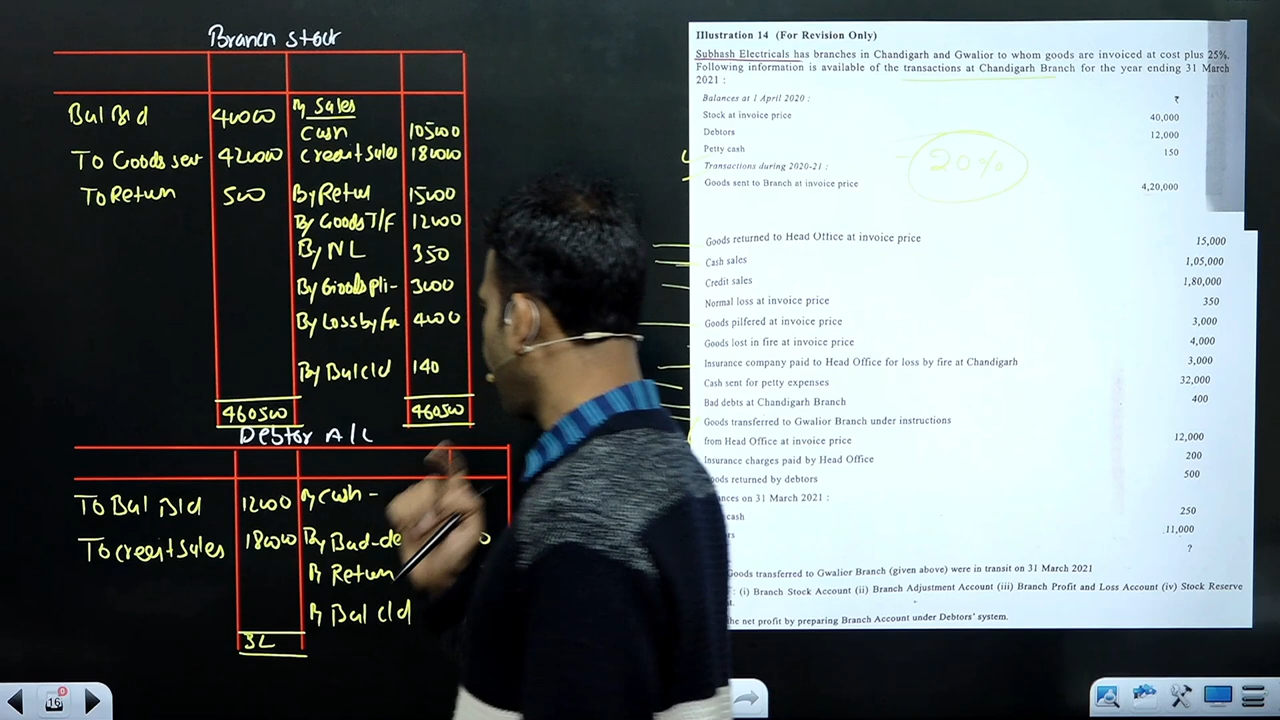 Branch Stock
Bal B/d 40000 By Sales
Cash 105000
To Goods sen 420000 Credit Sales 180000
To Return 500 By Retur 15000
By Goods T/F 12000
By NL 350
By Goods pli- 3000
By Loss by fu 4000
By Bal c/d 140
460500 460500
Debtor A/c
To Bal B/d 12000 By Cash -
To credit Sales 18000 By Bad-de
By Return
By Bal c/d
3L
Illustration 14 (For Revision Only)
Subhash Electricals has branches in Chandigarh and Gwalior to whom goods are invoiced at cost plus 25%.
Following information is available of the transactions at Chandigarh Branch for the year ending 31 March
2021 :
Balances at 1 April 2020 : ₹
Stock at invoice price 40,000
Debtors 12,000
Petty cash 150
20%
Transactions during 2020-21 :
Goods sent to Branch at invoice price 4,20,000
Goods returned to Head Office at invoice price 15,000
Cash sales 1,05,000
Credit sales 1,80,000
Normal loss at invoice price 350
Goods pilfered at invoice price 3,000
Goods lost in fire at invoice price 4,000
Insurance company paid to Head Office for loss by fire at Chandigarh 3,000
Cash sent for petty expenses 32,000
Bad debts at Chandigarh Branch 400
Goods transferred to Gwalior Branch under instructions
from Head Office at invoice price 12,000
Insurance charges paid by Head Office 200
oods returned by debtors 500
nces on 31 March 2021 :
cash 250
rs 11,000
?
Goods transferred to Gwalior Branch (given above) were in transit on 31 March 2021
: (i) Branch Stock Account (ii) Branch Adjustment Account (iii) Branch Profit and Loss Account (iv) Stock Reserve
t.
the net profit by preparing Branch Account under Debtors' system.
16
0